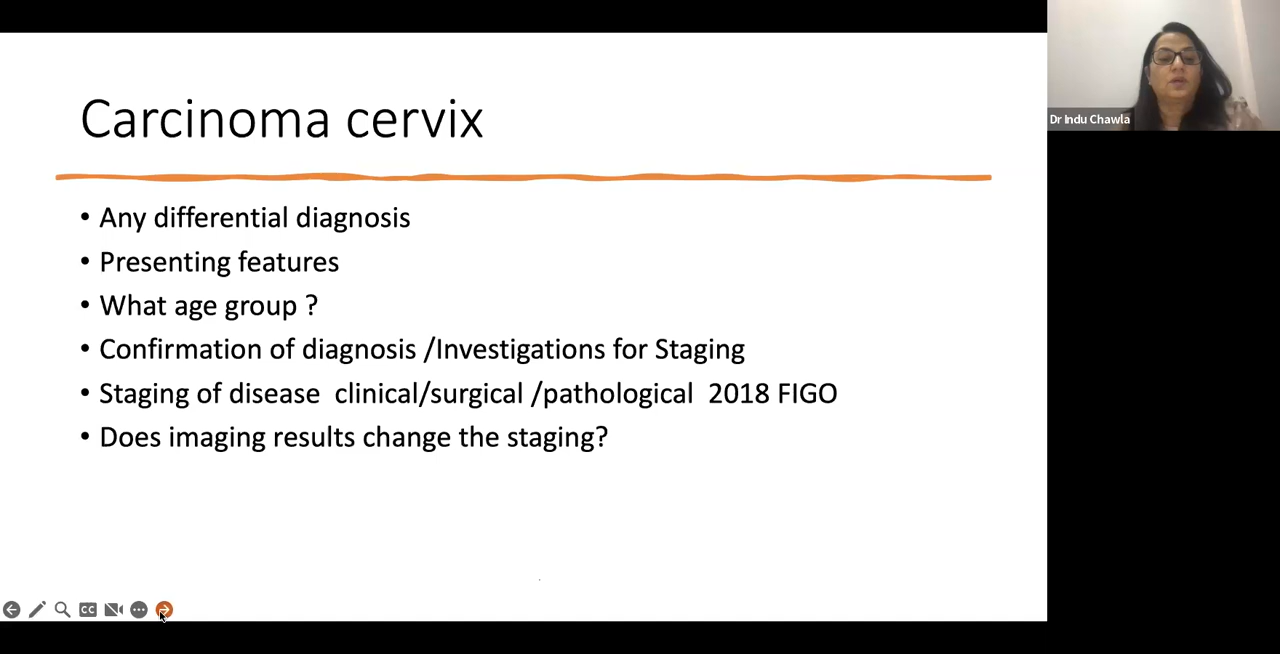 Carcinoma cervix
• Any differential diagnosis
• Presenting features
• What age group ?
• Confirmation of diagnosis /Investigations for Staging
• Staging of disease  clinical/surgical /pathological  2018 FIGO
• Does imaging results change the staging?
Dr Indu Chawla
CC